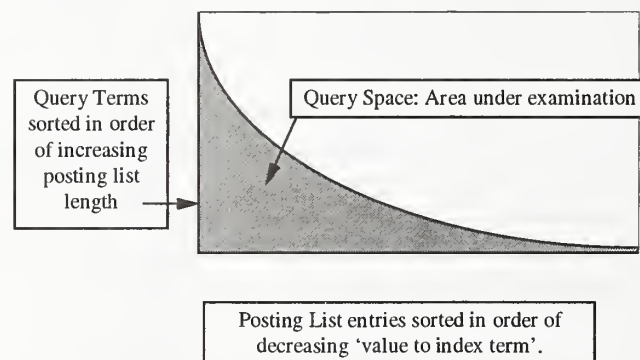 Query Terms
sorted in order
of increasing
posting list
length
Query Space: Area under examination
Posting List entries sorted in order of
decreasing ‘value to index term’.